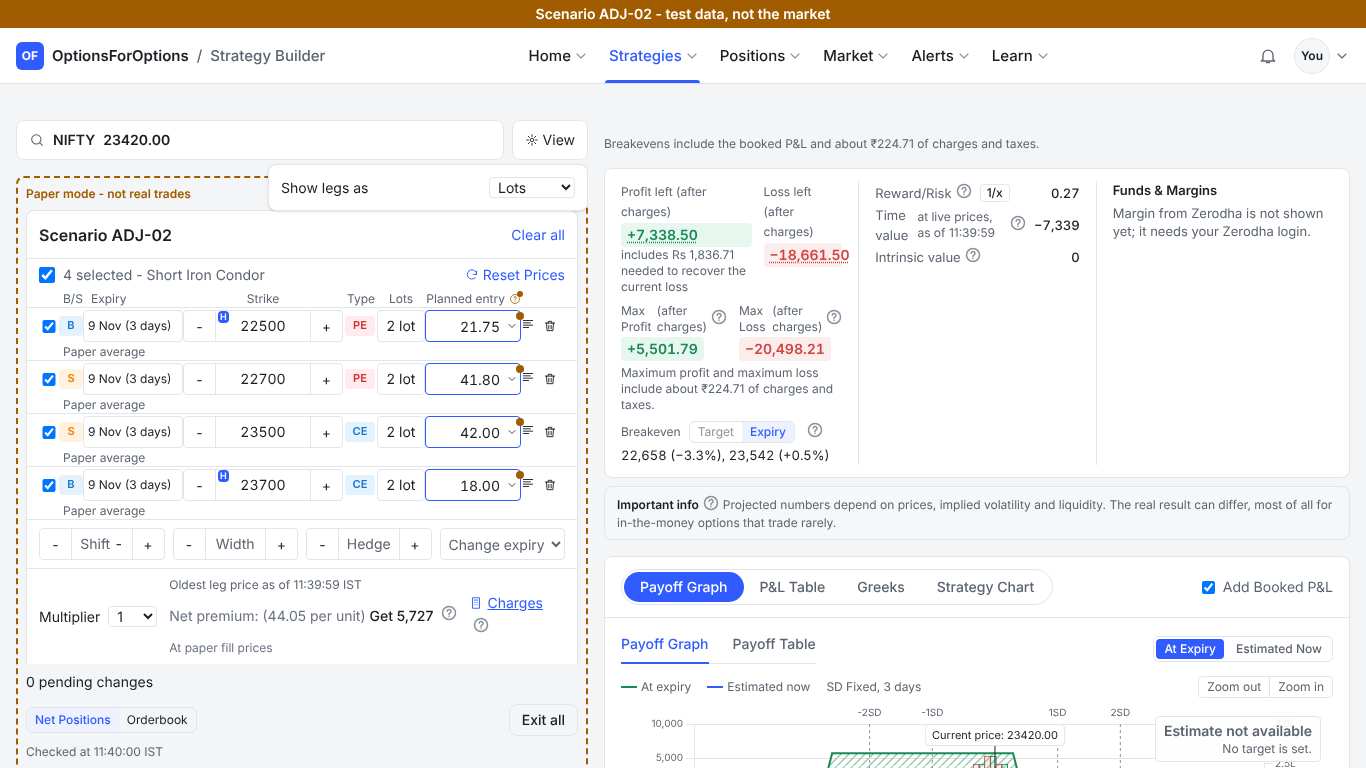 Scenario ADJ-02 - test data, not the market
OF OptionsForOptions / Strategy Builder
Home Strategies Positions Market Alerts Learn
You
NIFTY 23420.00
View
Show legs as Lots
Paper mode - not real trades
Scenario ADJ-02 Clear all
4 selected - Short Iron Condor Reset Prices
B/S Expiry Strike Type Lots Planned entry ?
B 9 Nov (3 days) - H 22500 + PE 2 lot 21.75
Paper average
S 9 Nov (3 days) - 22700 + PE 2 lot 41.80
Paper average
S 9 Nov (3 days) - 23500 + CE 2 lot 42.00
Paper average
B 9 Nov (3 days) - H 23700 + CE 2 lot 18.00
Paper average
- Shift - + - Width + - Hedge + Change expiry
Oldest leg price as of 11:39:59 IST
Multiplier 1 Net premium: (44.05 per unit) Get 5,727 ? Charges ?
At paper fill prices
0 pending changes
Net Positions Orderbook Exit all
Checked at 11:40:00 IST
Breakevens include the booked P&L and about ₹224.71 of charges and taxes.
Profit left (after charges)
+7,338.50
includes Rs 1,836.71 needed to recover the current loss
Loss left (after charges)
−18,661.50
Max Profit (after charges) ?
+5,501.79
Max Loss (after charges) ?
−20,498.21
Maximum profit and maximum loss include about ₹224.71 of charges and taxes.
Breakeven Target Expiry ?
22,658 (−3.3%), 23,542 (+0.5%)
Reward/Risk ? 1/x 0.27
Time value at live prices, as of 11:39:59 ? −7,339
Intrinsic value ? 0
Funds & Margins
Margin from Zerodha is not shown yet; it needs your Zerodha login.
Important info ? Projected numbers depend on prices, implied volatility and liquidity. The real result can differ, most of all for
in-the-money options that trade rarely.
Payoff Graph P&L Table Greeks Strategy Chart
Add Booked P&L
Payoff Graph Payoff Table
At Expiry Estimated Now
At expiry Estimated now SD Fixed, 3 days
Zoom out Zoom in
-2SD -1SD 1SD 2SD
10,000
Current price: 23420.00
Estimate not available
No target is set.
5,000
2.5L